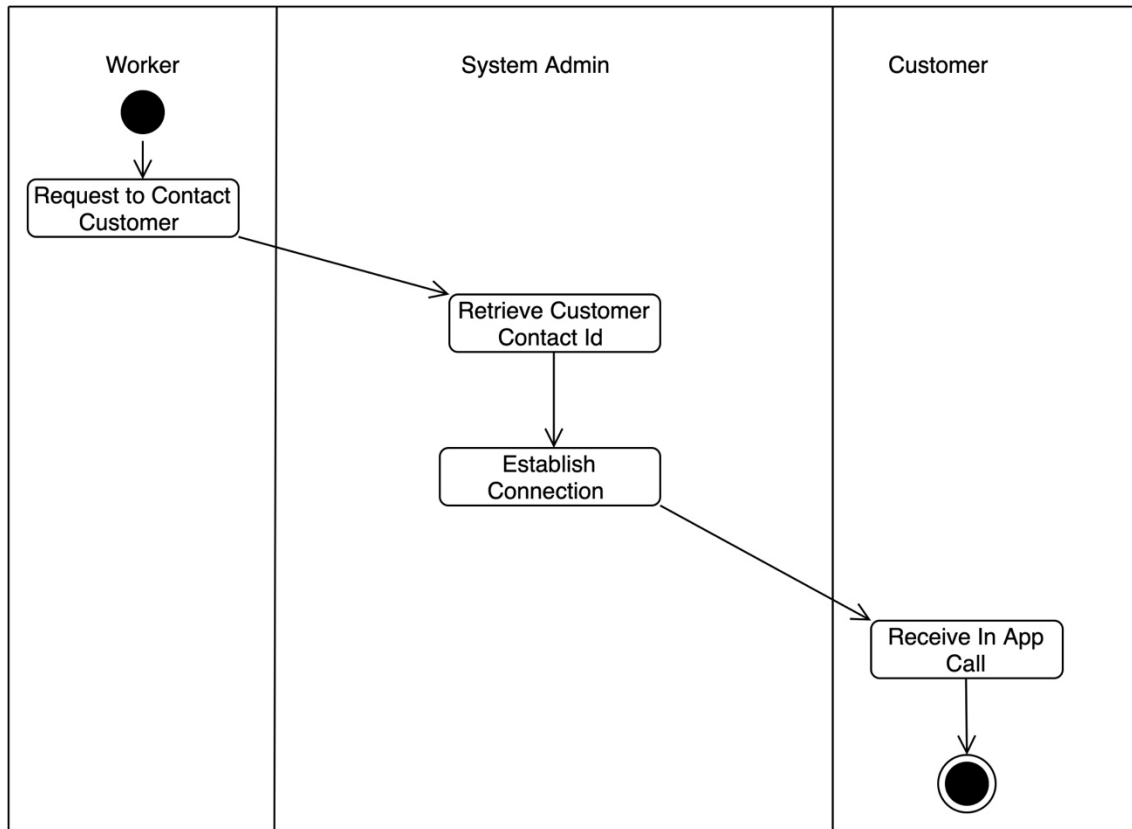 Worker
System Admin
Customer
Request to Contact
Customer
Retrieve Customer
Contact Id
Establish
Connection
Receive In App
Call